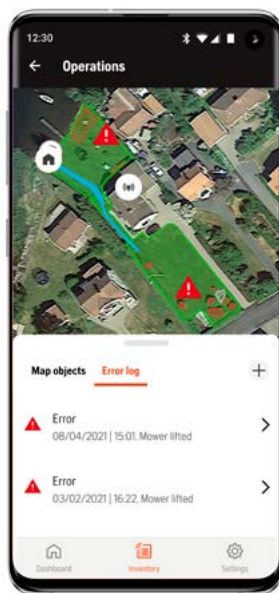 12:30
Operations
Map objects
Error log
Error
08/04/2021 | 15:01, Mower lifted
Error
03/02/2021 | 16:22, Mower lifted
Dashboard
Inventory
Settings